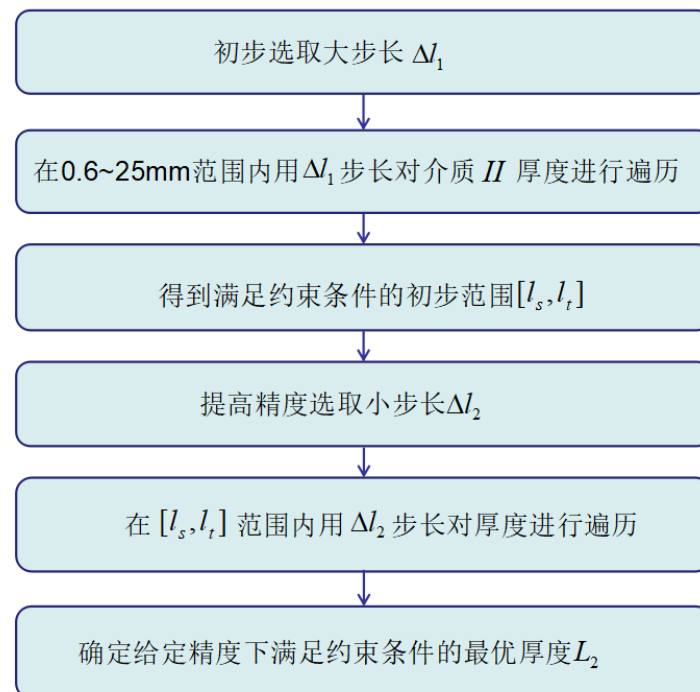 初步选取大步长 Δl₁
在0.6~25mm范围内用Δl₁步长对介质 II 厚度进行遍历
得到满足约束条件的初步范围[lₛ,lₜ]
提高精度选取小步长Δl₂
在 [lₛ,lₜ] 范围内用 Δl₂ 步长对厚度进行遍历
确定给定精度下满足约束条件的最优厚度L₂